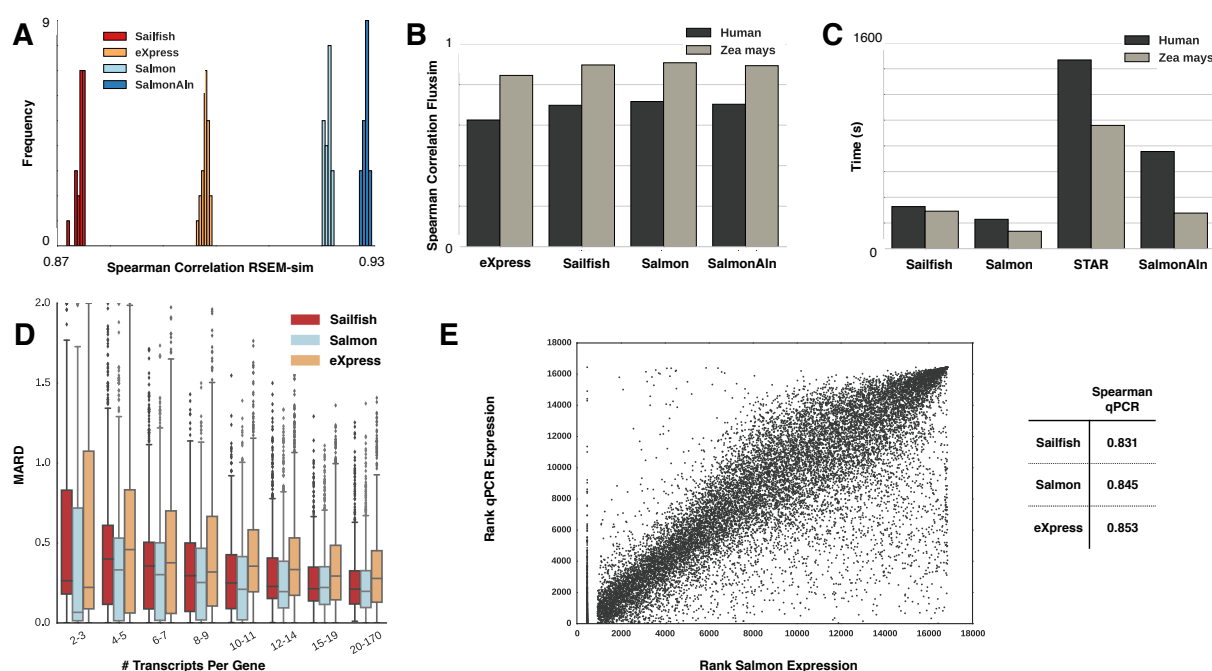 A
9
Sailfish
eXpress
Salmon
SalmonAln
Frequency
0
0.87
0.93
Spearman Correlation RSEM-sim
B
1
Human
Zea mays
Spearman Correlation Fluxsim
0
eXpress Sailfish Salmon SalmonAln
C
1600
Human
Zea mays
Time (s)
0
Sailfish Salmon STAR SalmonAln
D
2.0
1.5
1.0
0.5
0.0
Sailfish
Salmon
eXpress
MARD
2-3 4-5 6-7 8-9 10-11 12-14 15-19 20-170
# Transcripts Per Gene
E
18000
16000
14000
12000
10000
8000
6000
4000
2000
0
Rank qPCR Expression
0 2000 4000 6000 8000 10000 12000 14000 16000 18000
Rank Salmon Expression
Spearman
qPCR
Sailfish 0.831
Salmon 0.845
eXpress 0.853